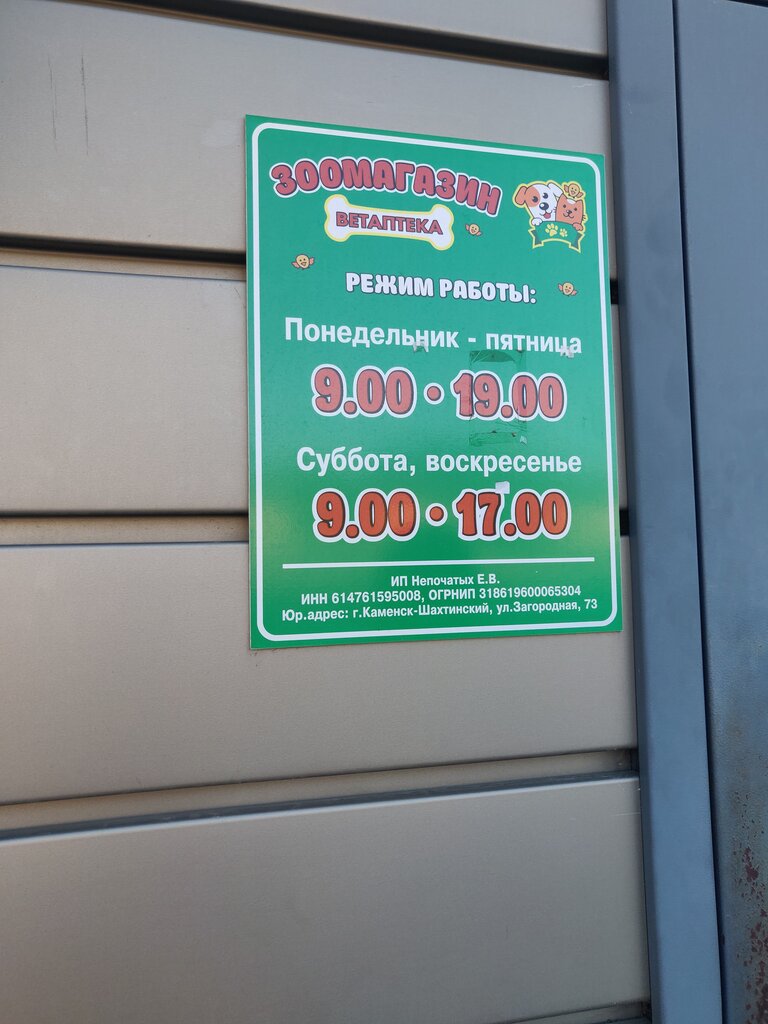 ЗООМАГАЗИН
ВЕТАПТЕКА
РЕЖИМ РАБОТЫ:
Понедельник - пятница
9.00 • 19.00
Суббота, воскресенье
9.00 • 17.00
ИП Непочатых Е.В.
ИНН 614761595008, ОГРНИП 318619600065304
Юр.адрес: г.Каменск-Шахтинский, ул.Загородная, 73